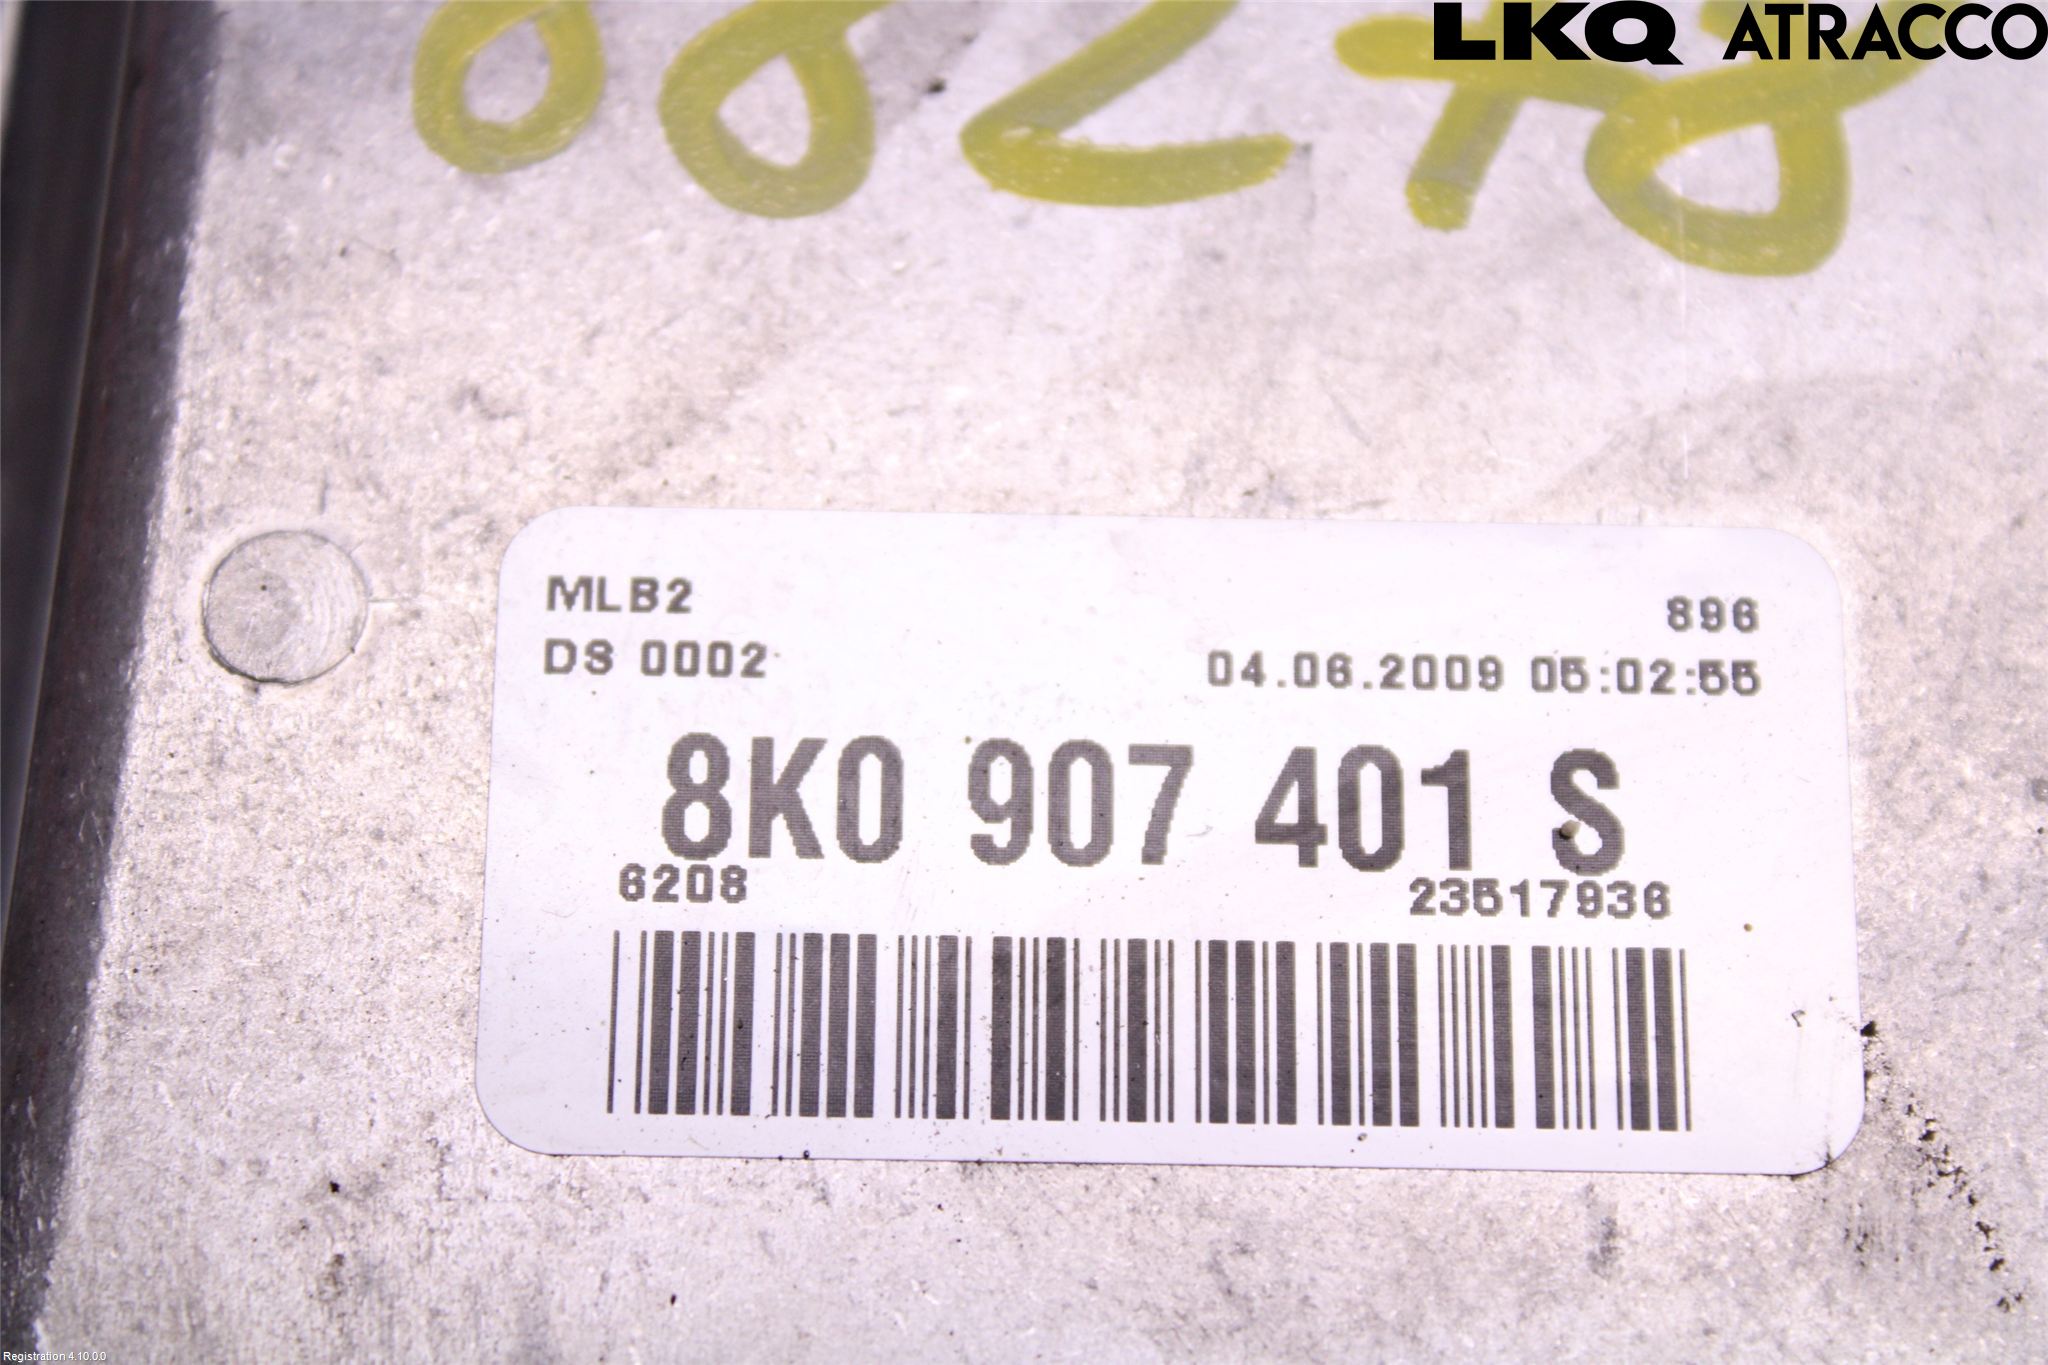 LKQ ATRACCO
88278
MLB2
896
DS 0002
04.06.2009 05:02:55
8K0 907 401 S
6208
23517936
Registration 4.10.0.0